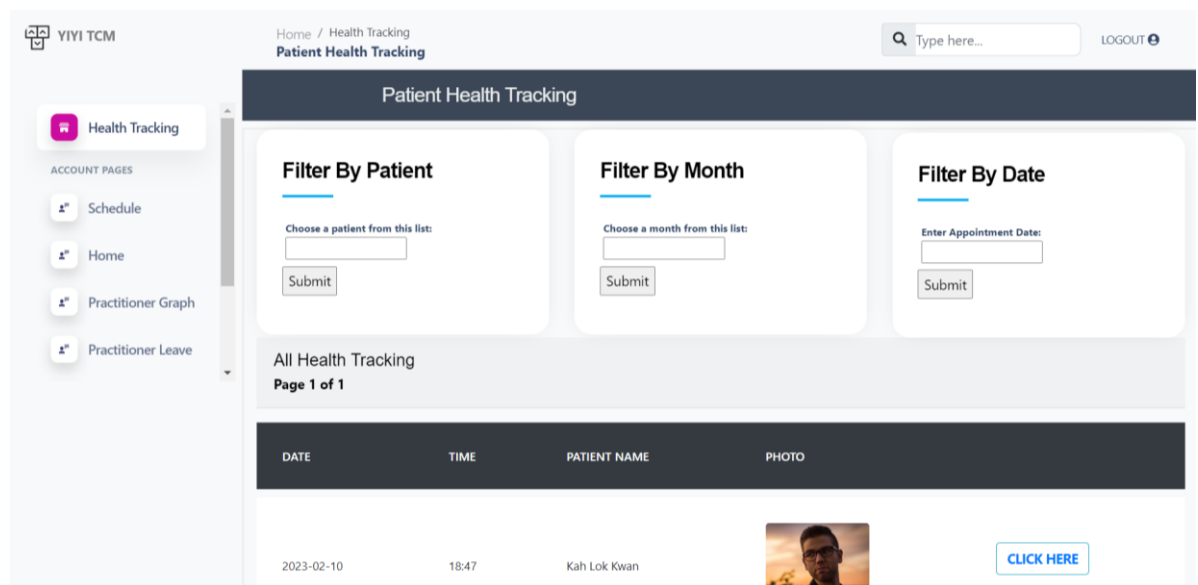 YIYI TCM
Home / Health Tracking
Patient Health Tracking
Type here...
LOGOUT
Patient Health Tracking
Health Tracking
ACCOUNT PAGES
Schedule
Home
Practitioner Graph
Practitioner Leave
Filter By Patient
Choose a patient from this list:
Submit
Filter By Month
Choose a month from this list:
Submit
Filter By Date
Enter Appointment Date:
Submit
All Health Tracking
Page 1 of 1
DATE TIME PATIENT NAME PHOTO
2023-02-10 18:47 Kah Lok Kwan CLICK HERE